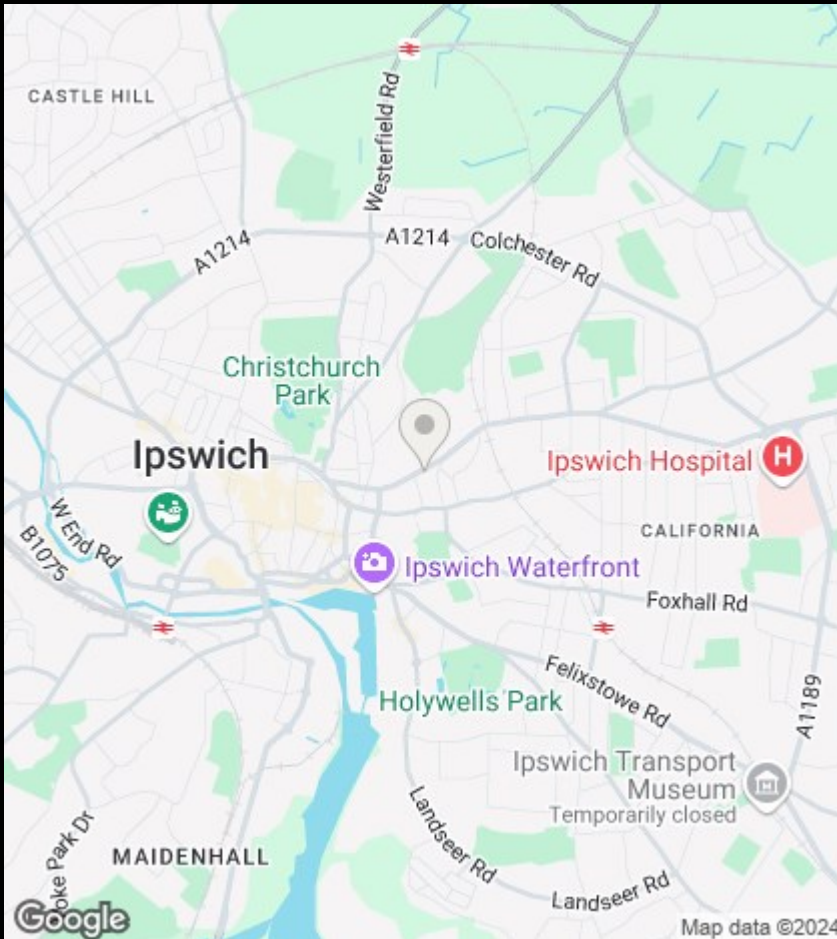 CASTLE HILL
Westerfield Rd
A1214
A1214
Colchester Rd
Christchurch
Park
Ipswich
H
Ipswich Hospital
W End Rd
B1075
CALIFORNIA
Ipswich Waterfront
Foxhall Rd
Felixstowe Rd
Holywells Park
A1189
Ipswich Transport
Museum
Temporarily closed
Landseer Rd
Landseer Rd
Park Dr
MAIDENHALL
Google
Map data ©2024